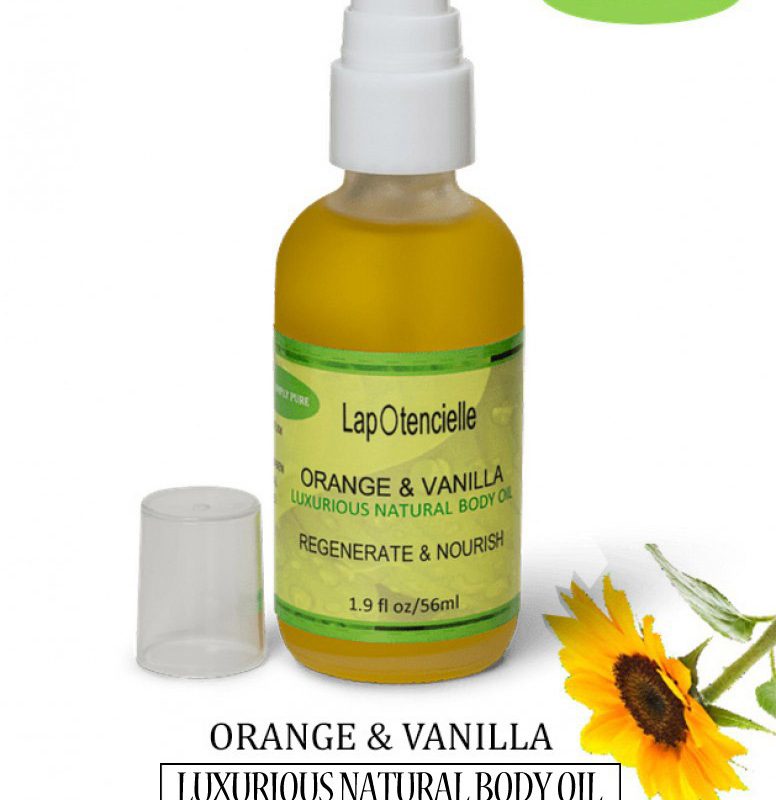 LapOtencielle
ORANGE & VANILLA
LUXURIOUS NATURAL BODY OIL
REGENERATE & NOURISH
1.9 fl oz/56ml
PURE
ORANGE & VANILLA
LUXURIOUS NATURAL BODY OIL